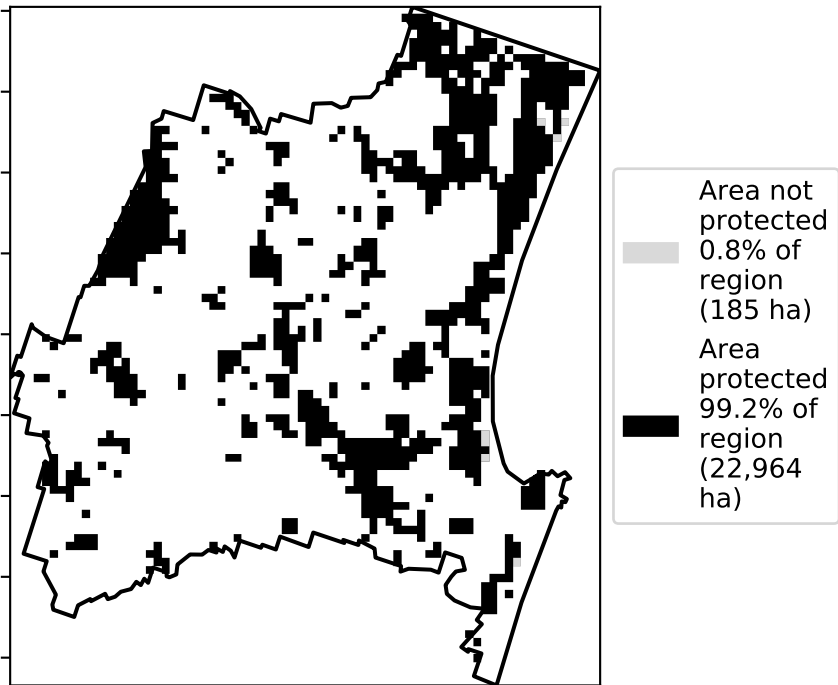 Area not
protected
0.8% of
region
(185 ha)
Area
protected
99.2% of
region
(22,964
ha)